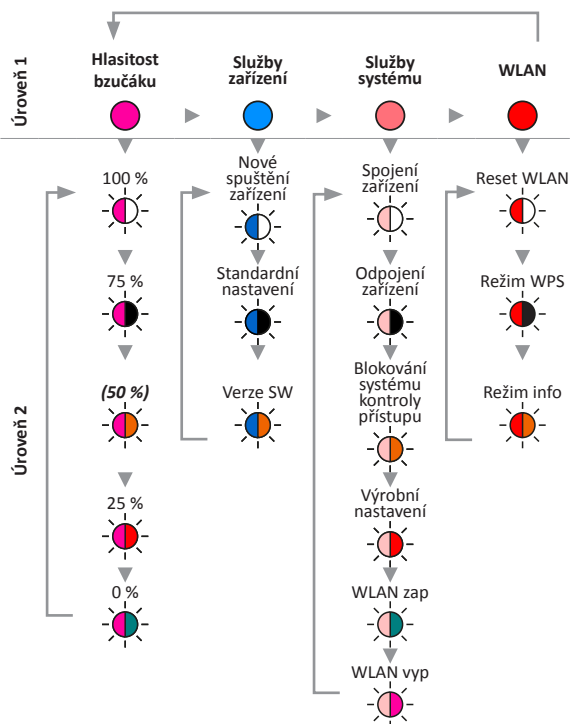 Úroveň 1
Hlasitost
bzučáku
Služby
zařízení
Služby
systému
WLAN
Úroveň 2
100 %
75 %
(50 %)
25 %
0 %
Nové
spuštění
zařízení
Standardní
nastavení
Verze SW
Spojení
zařízení
Odpojení
zařízení
Blokování
systému
kontroly
přístupu
Výrobní
nastavení
WLAN zap
WLAN vyp
Reset WLAN
Režim WPS
Režim info